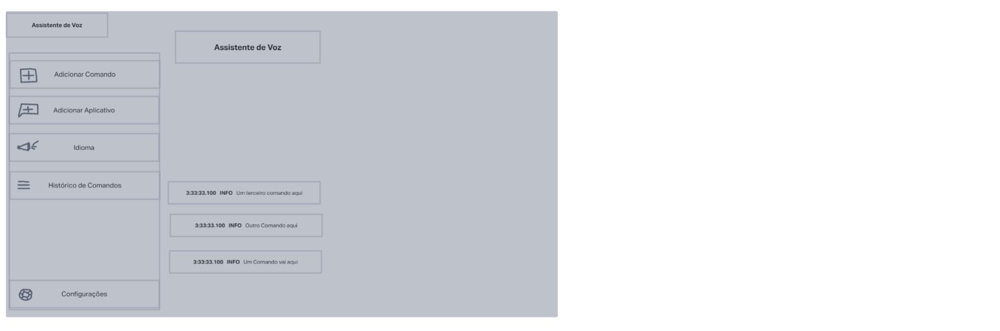 Assistente de Voz
Assistente de Voz
Adicionar Comando
Adicionar Aplicativo
Idioma
Histórico de Comandos
Configurações
3:33:33.100 INFO Um terceiro comando aqui
3:33:33.100 INFO Outro Comando aqui
3:33:33.100 INFO Um Comando vai aqui